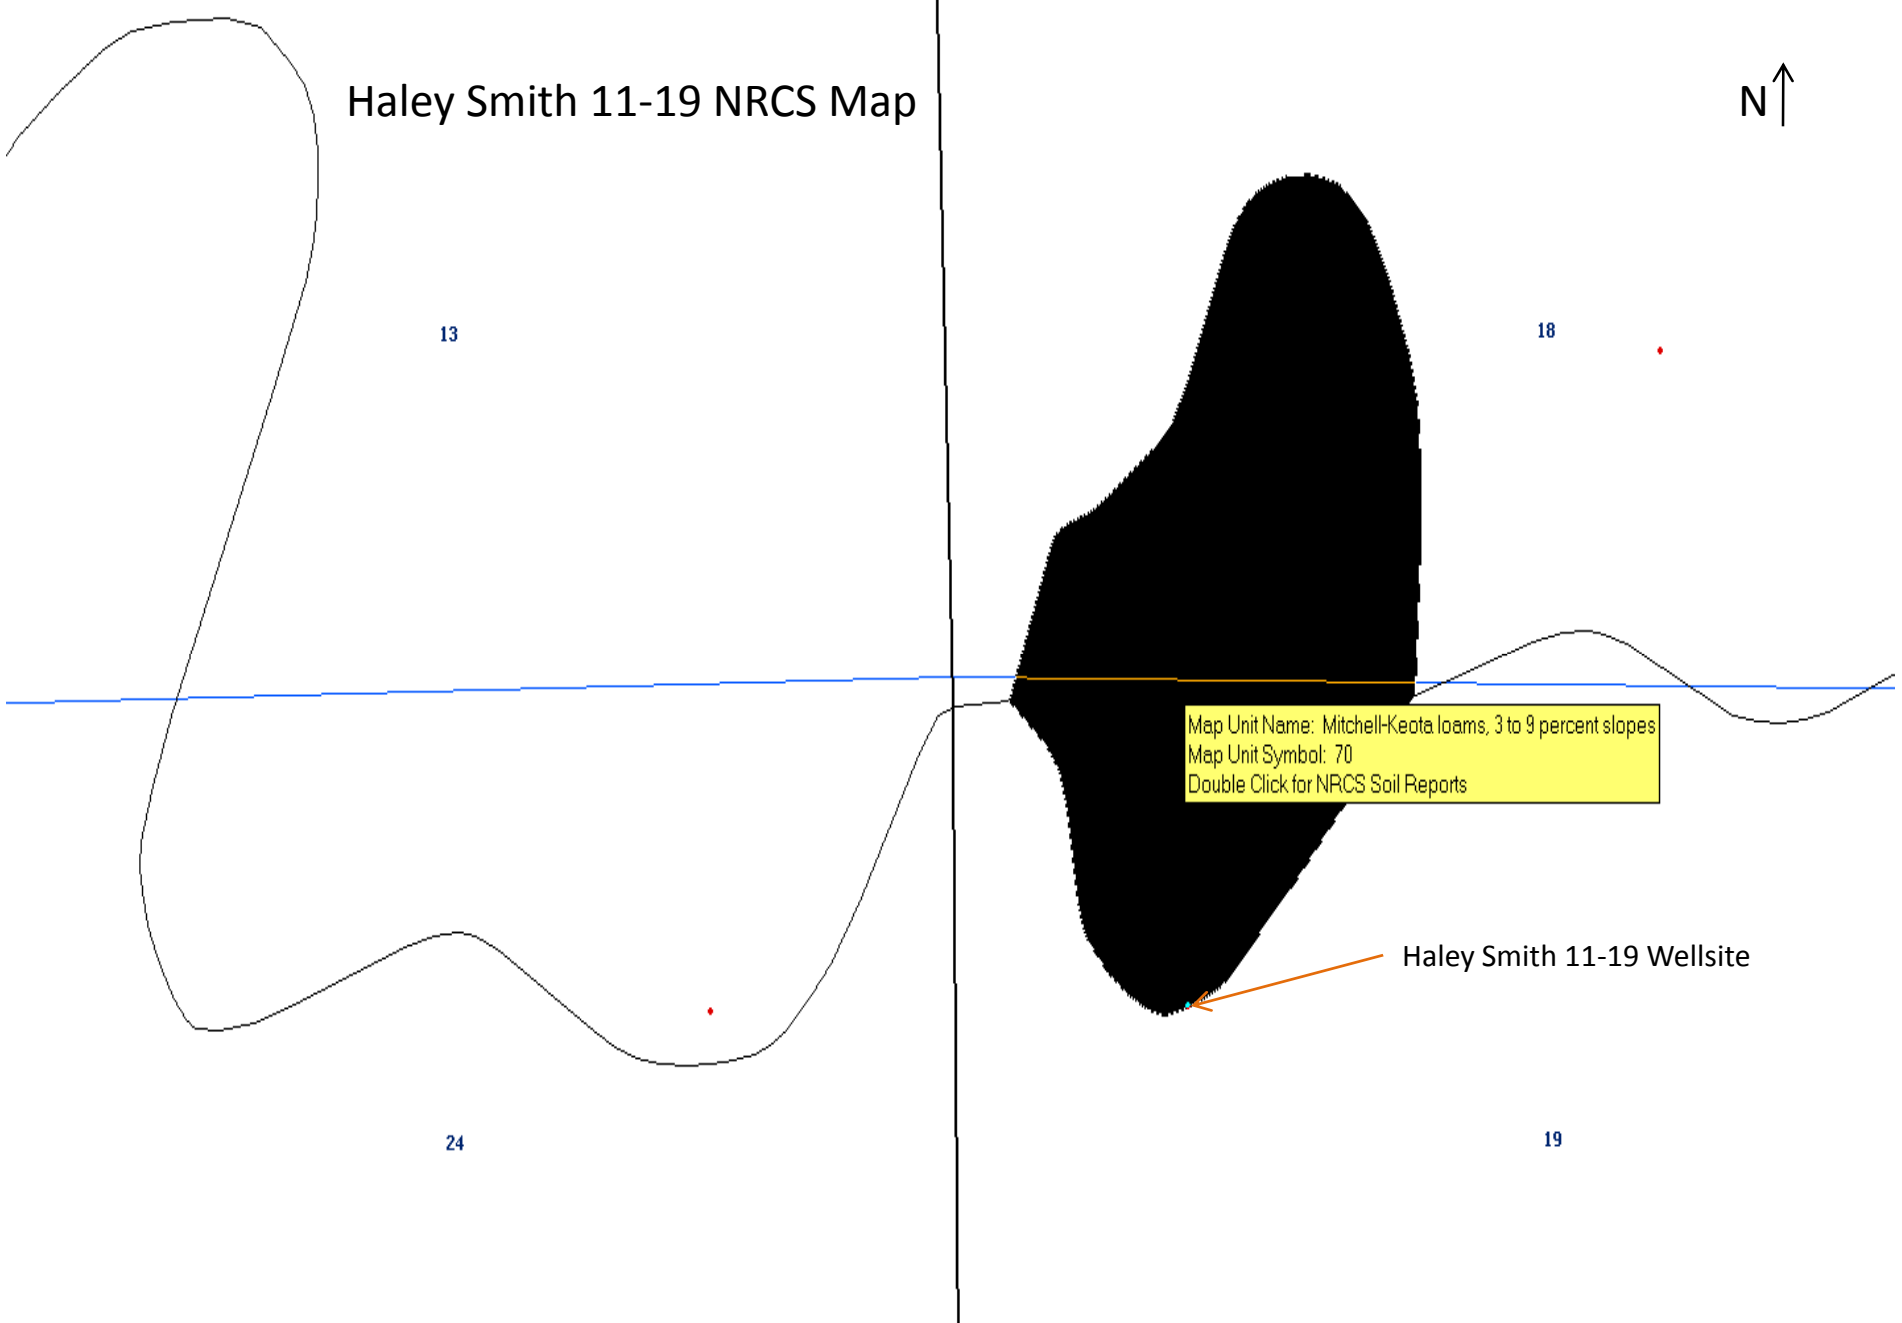 Haley Smith 11-19 NRCS Map
N
13
18
Map Unit Name: Mitchell-Keota loams, 3 to 9 percent slopes
Map Unit Symbol: 70
Double Click for NRCS Soil Reports
Haley Smith 11-19 Wellsite
24
19